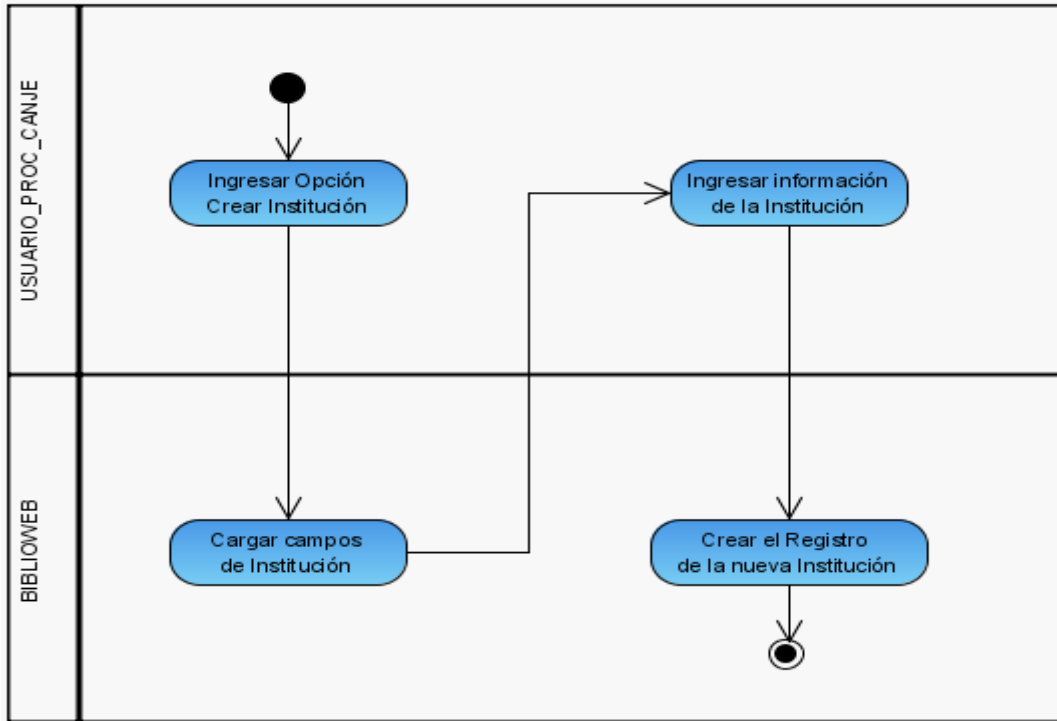 USUARIO_PROC_CANJE
Ingresar Opción
Crear Institución
Ingresar información
de la Institución
BIBLIOWEB
Cargar campos
de Institución
Crear el Registro
de la nueva Institución